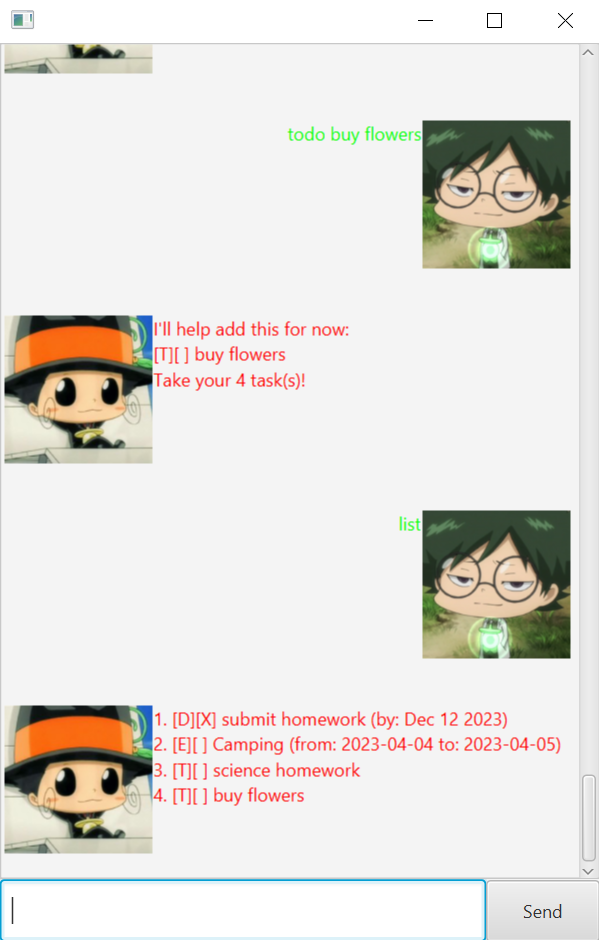 todo buy flowers
I'll help add this for now:
[T][ ] buy flowers
Take your 4 task(s)!
list
1. [D][X] submit homework (by: Dec 12 2023)
2. [E][ ] Camping (from: 2023-04-04 to: 2023-04-05)
3. [T][ ] science homework
4. [T][ ] buy flowers
Send